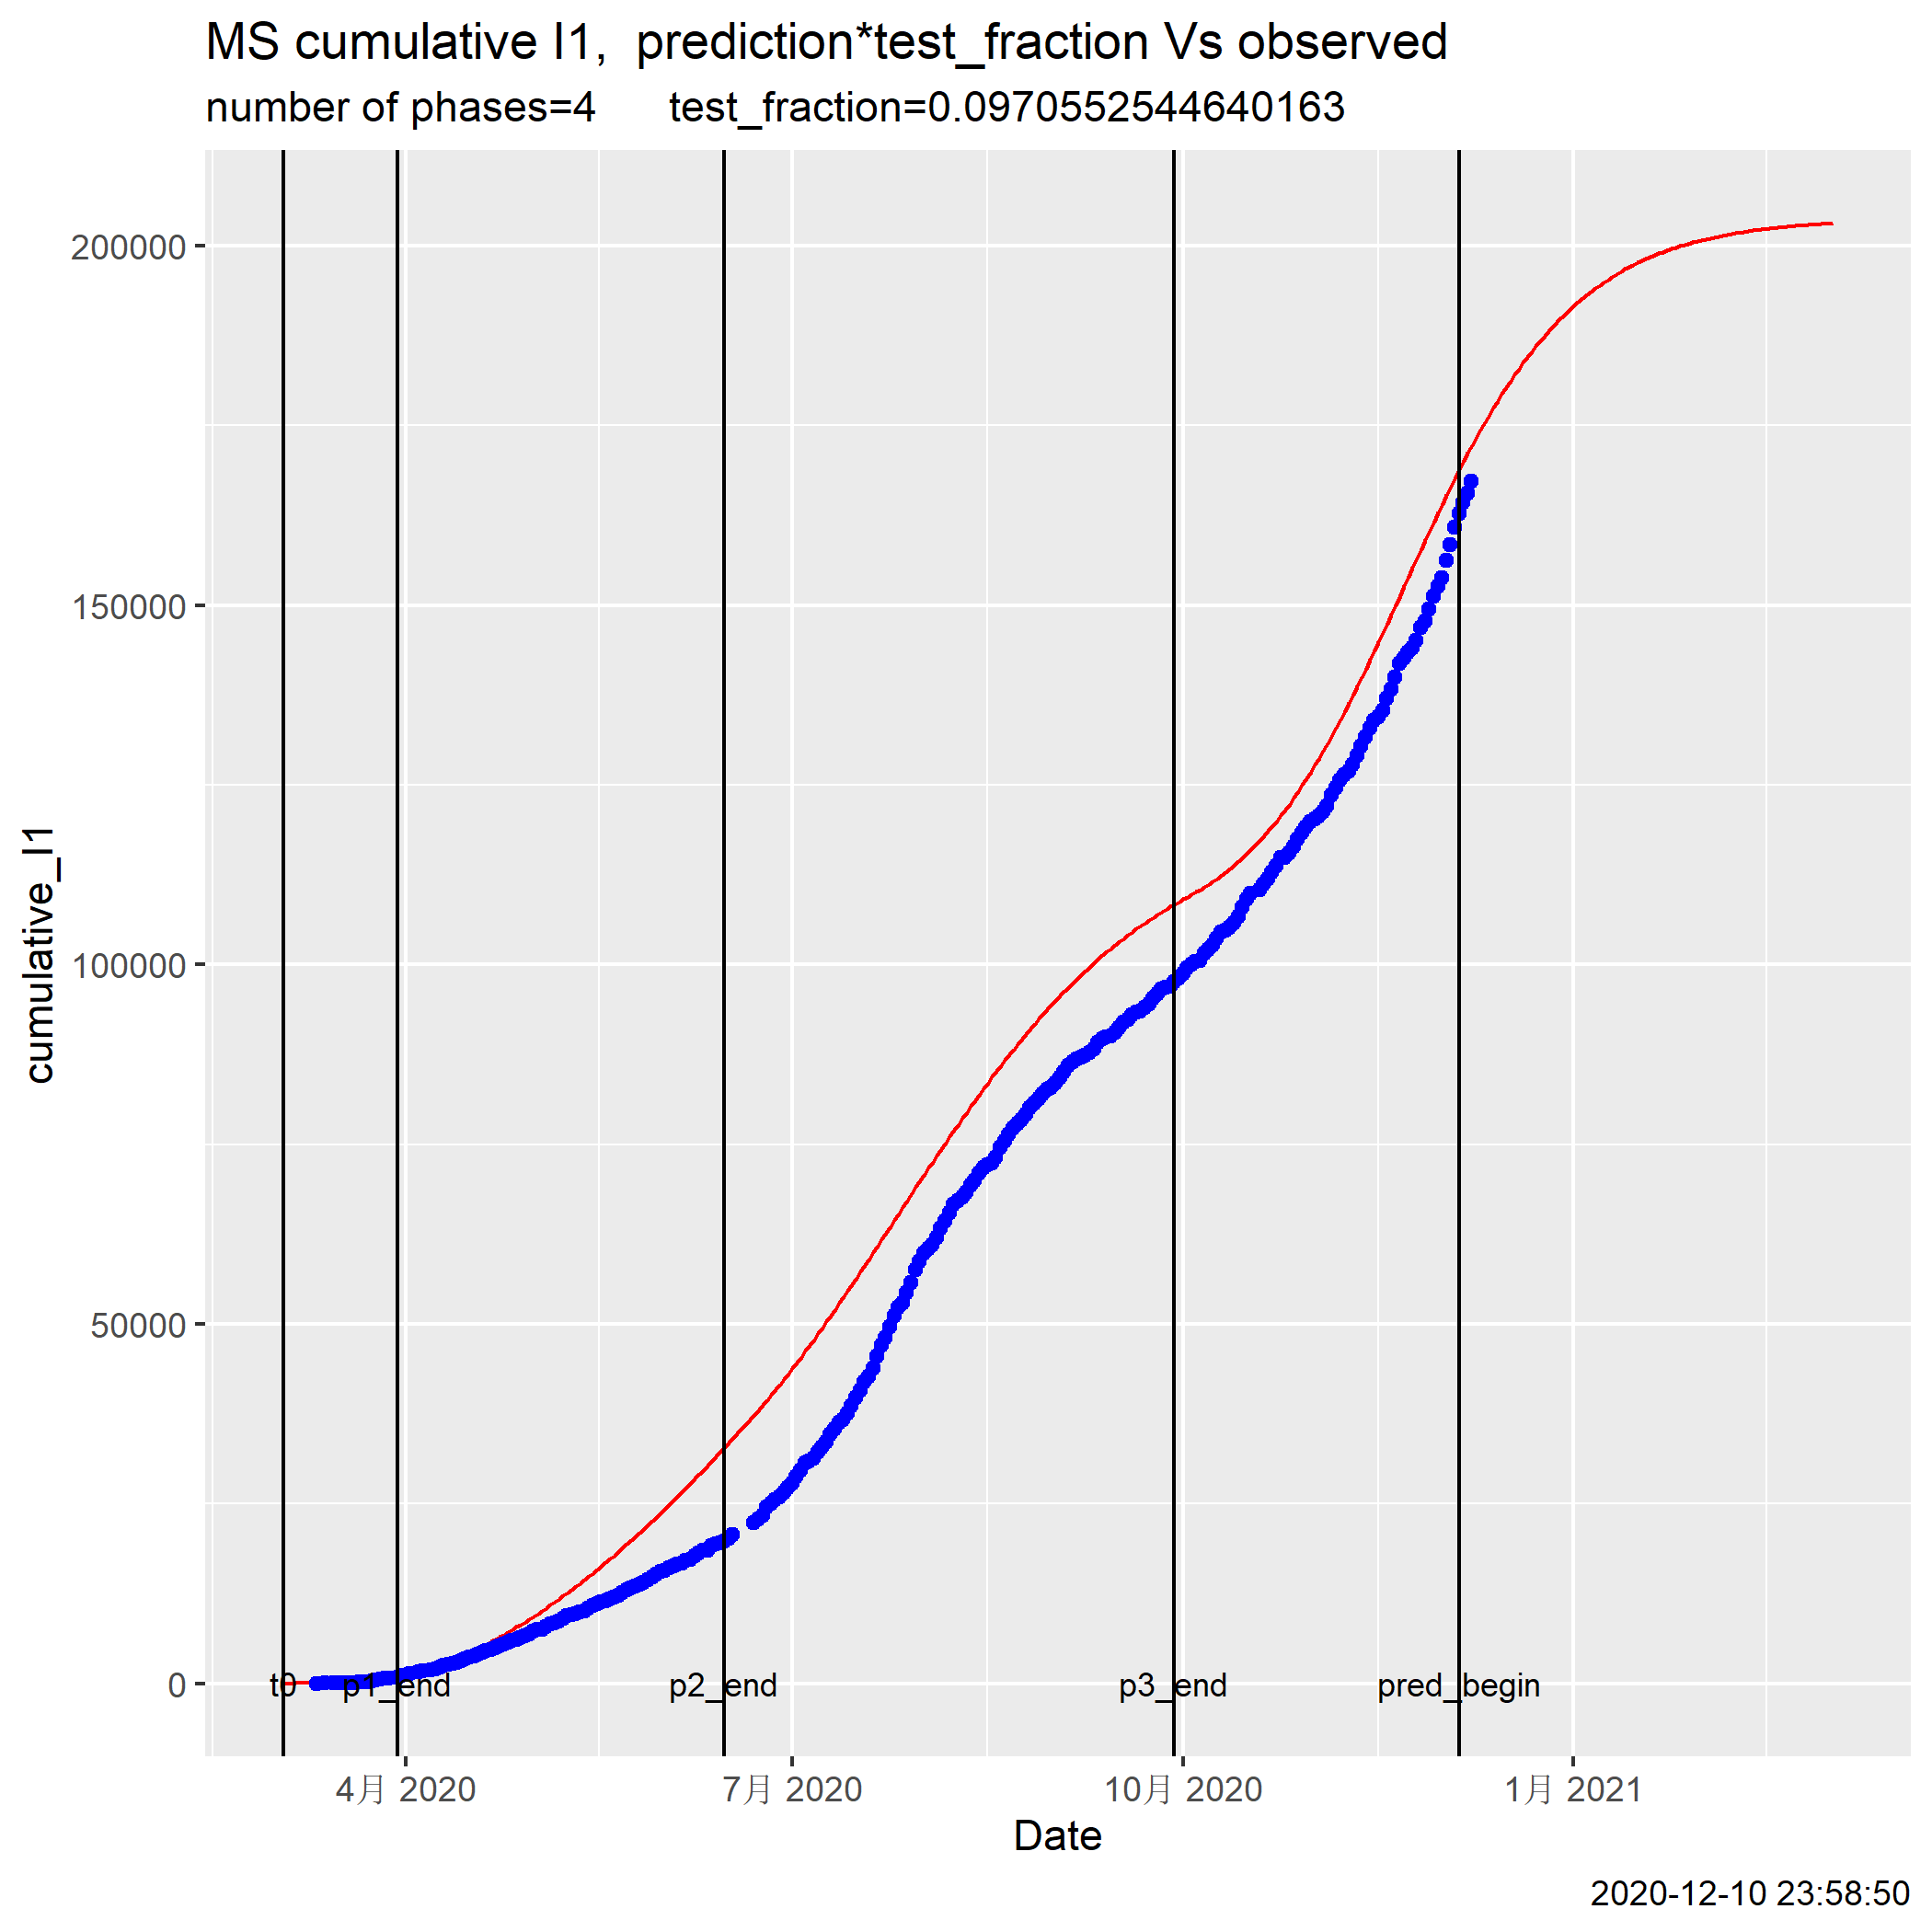 MS cumulative I1,  prediction*test_fraction Vs observed
number of phases=4      test_fraction=0.0970552544640163
cumulative_I1
200000
150000
100000
50000
0
t0
p1_end
p2_end
p3_end
pred_begin
4月 2020
7月 2020
10月 2020
1月 2021
Date
2020-12-10 23:58:50